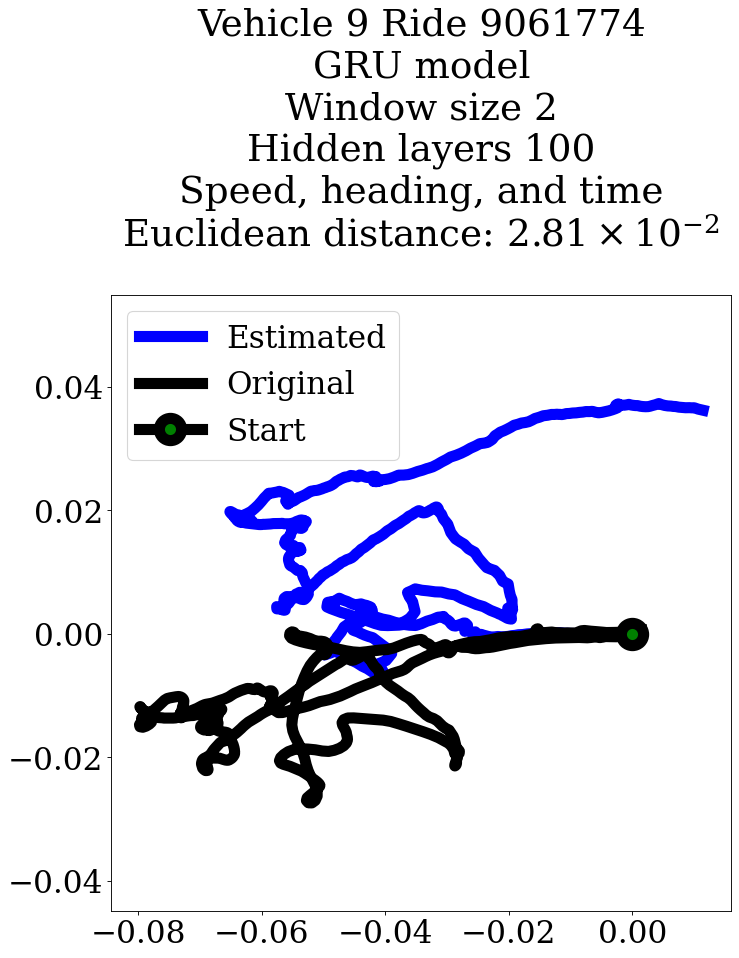 Vehicle 9 Ride 9061774
GRU model
Window size 2
Hidden layers 100
Speed, heading, and time
Euclidean distance: 2.81 × 10⁻²
Estimated
Original
Start
0.04
0.02
0.00
−0.02
−0.04
−0.08 −0.06 −0.04 −0.02 0.00